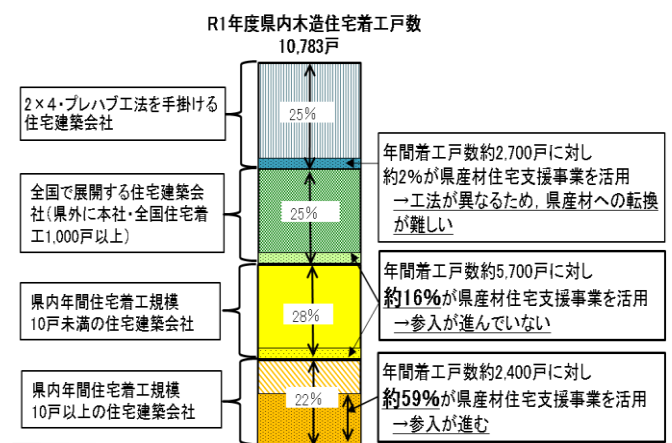 R1年度県内木造住宅着工戸数
10,783戸
2×4・プレハブ工法を手掛ける
住宅建築会社
25%
年間着工戸数約2,700戸に対し
約2%が県産材住宅支援事業を活用
→工法が異なるため，県産材への転換
が難しい
全国で展開する住宅建築会
社(県外に本社・全国住宅着
工1,000戸以上)
25%
年間着工戸数約5,700戸に対し
約16%が県産材住宅支援事業を活用
→参入が進んでいない
県内年間住宅着工規模
10戸未満の住宅建築会社
28%
年間着工戸数約2,400戸に対し
約59%が県産材住宅支援事業を活用
→参入が進む
県内年間住宅着工規模
10戸以上の住宅建築会社
22%